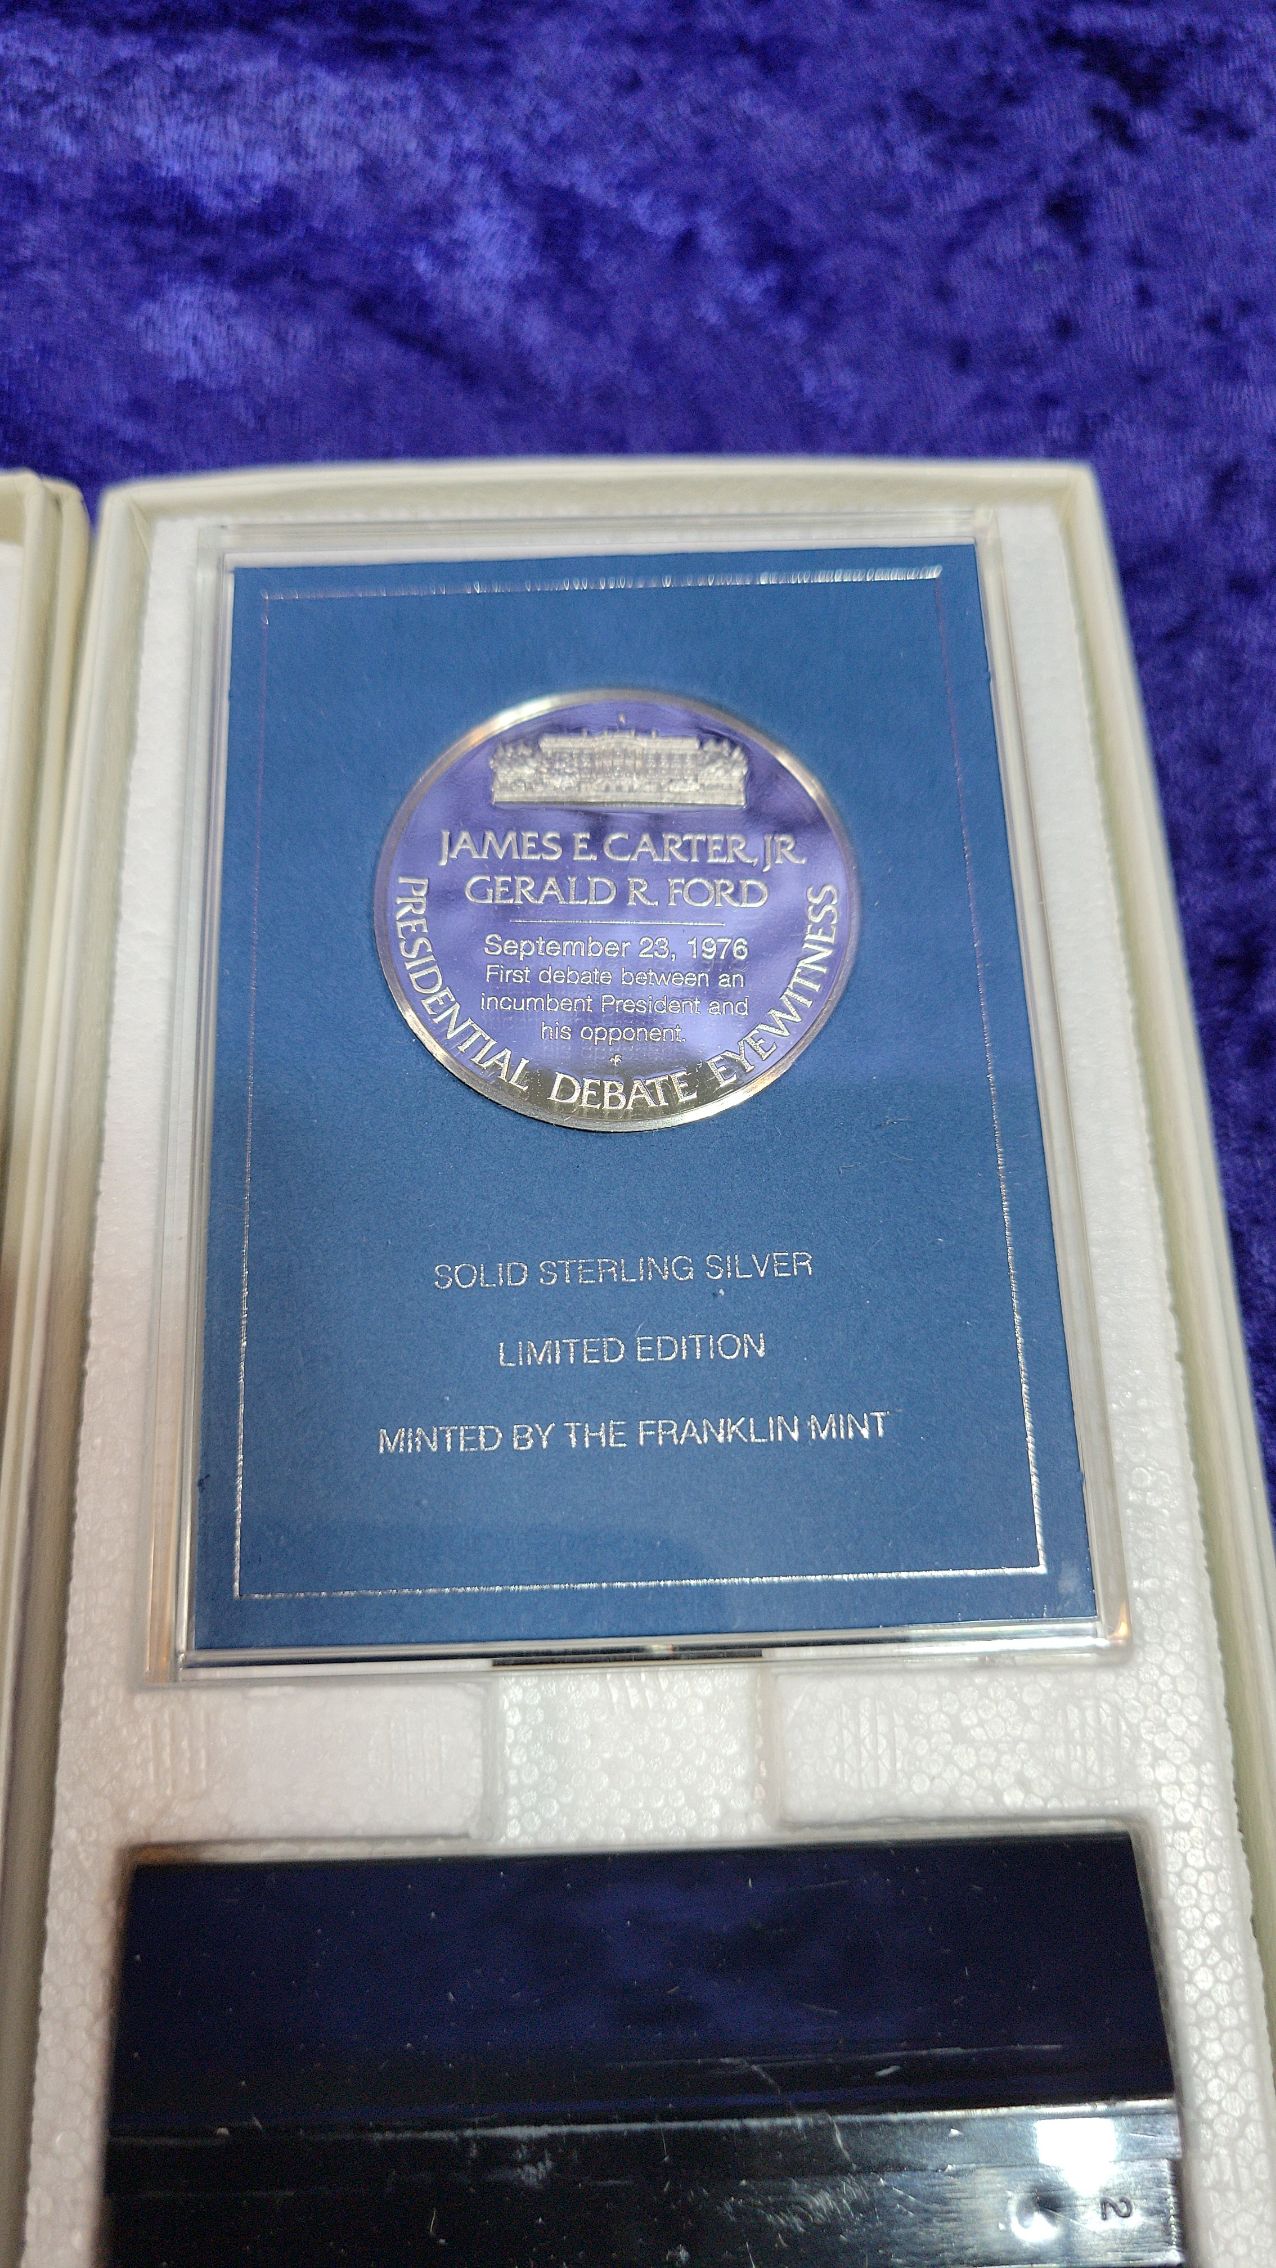 JAMES E. CARTER, JR.
GERALD R. FORD
September 23, 1976
First debate between an
incumbent President and
his opponent.
PRESIDENTIAL DEBATE EYEWITNESS
SOLID STERLING SILVER
LIMITED EDITION
MINTED BY THE FRANKLIN MINT
2